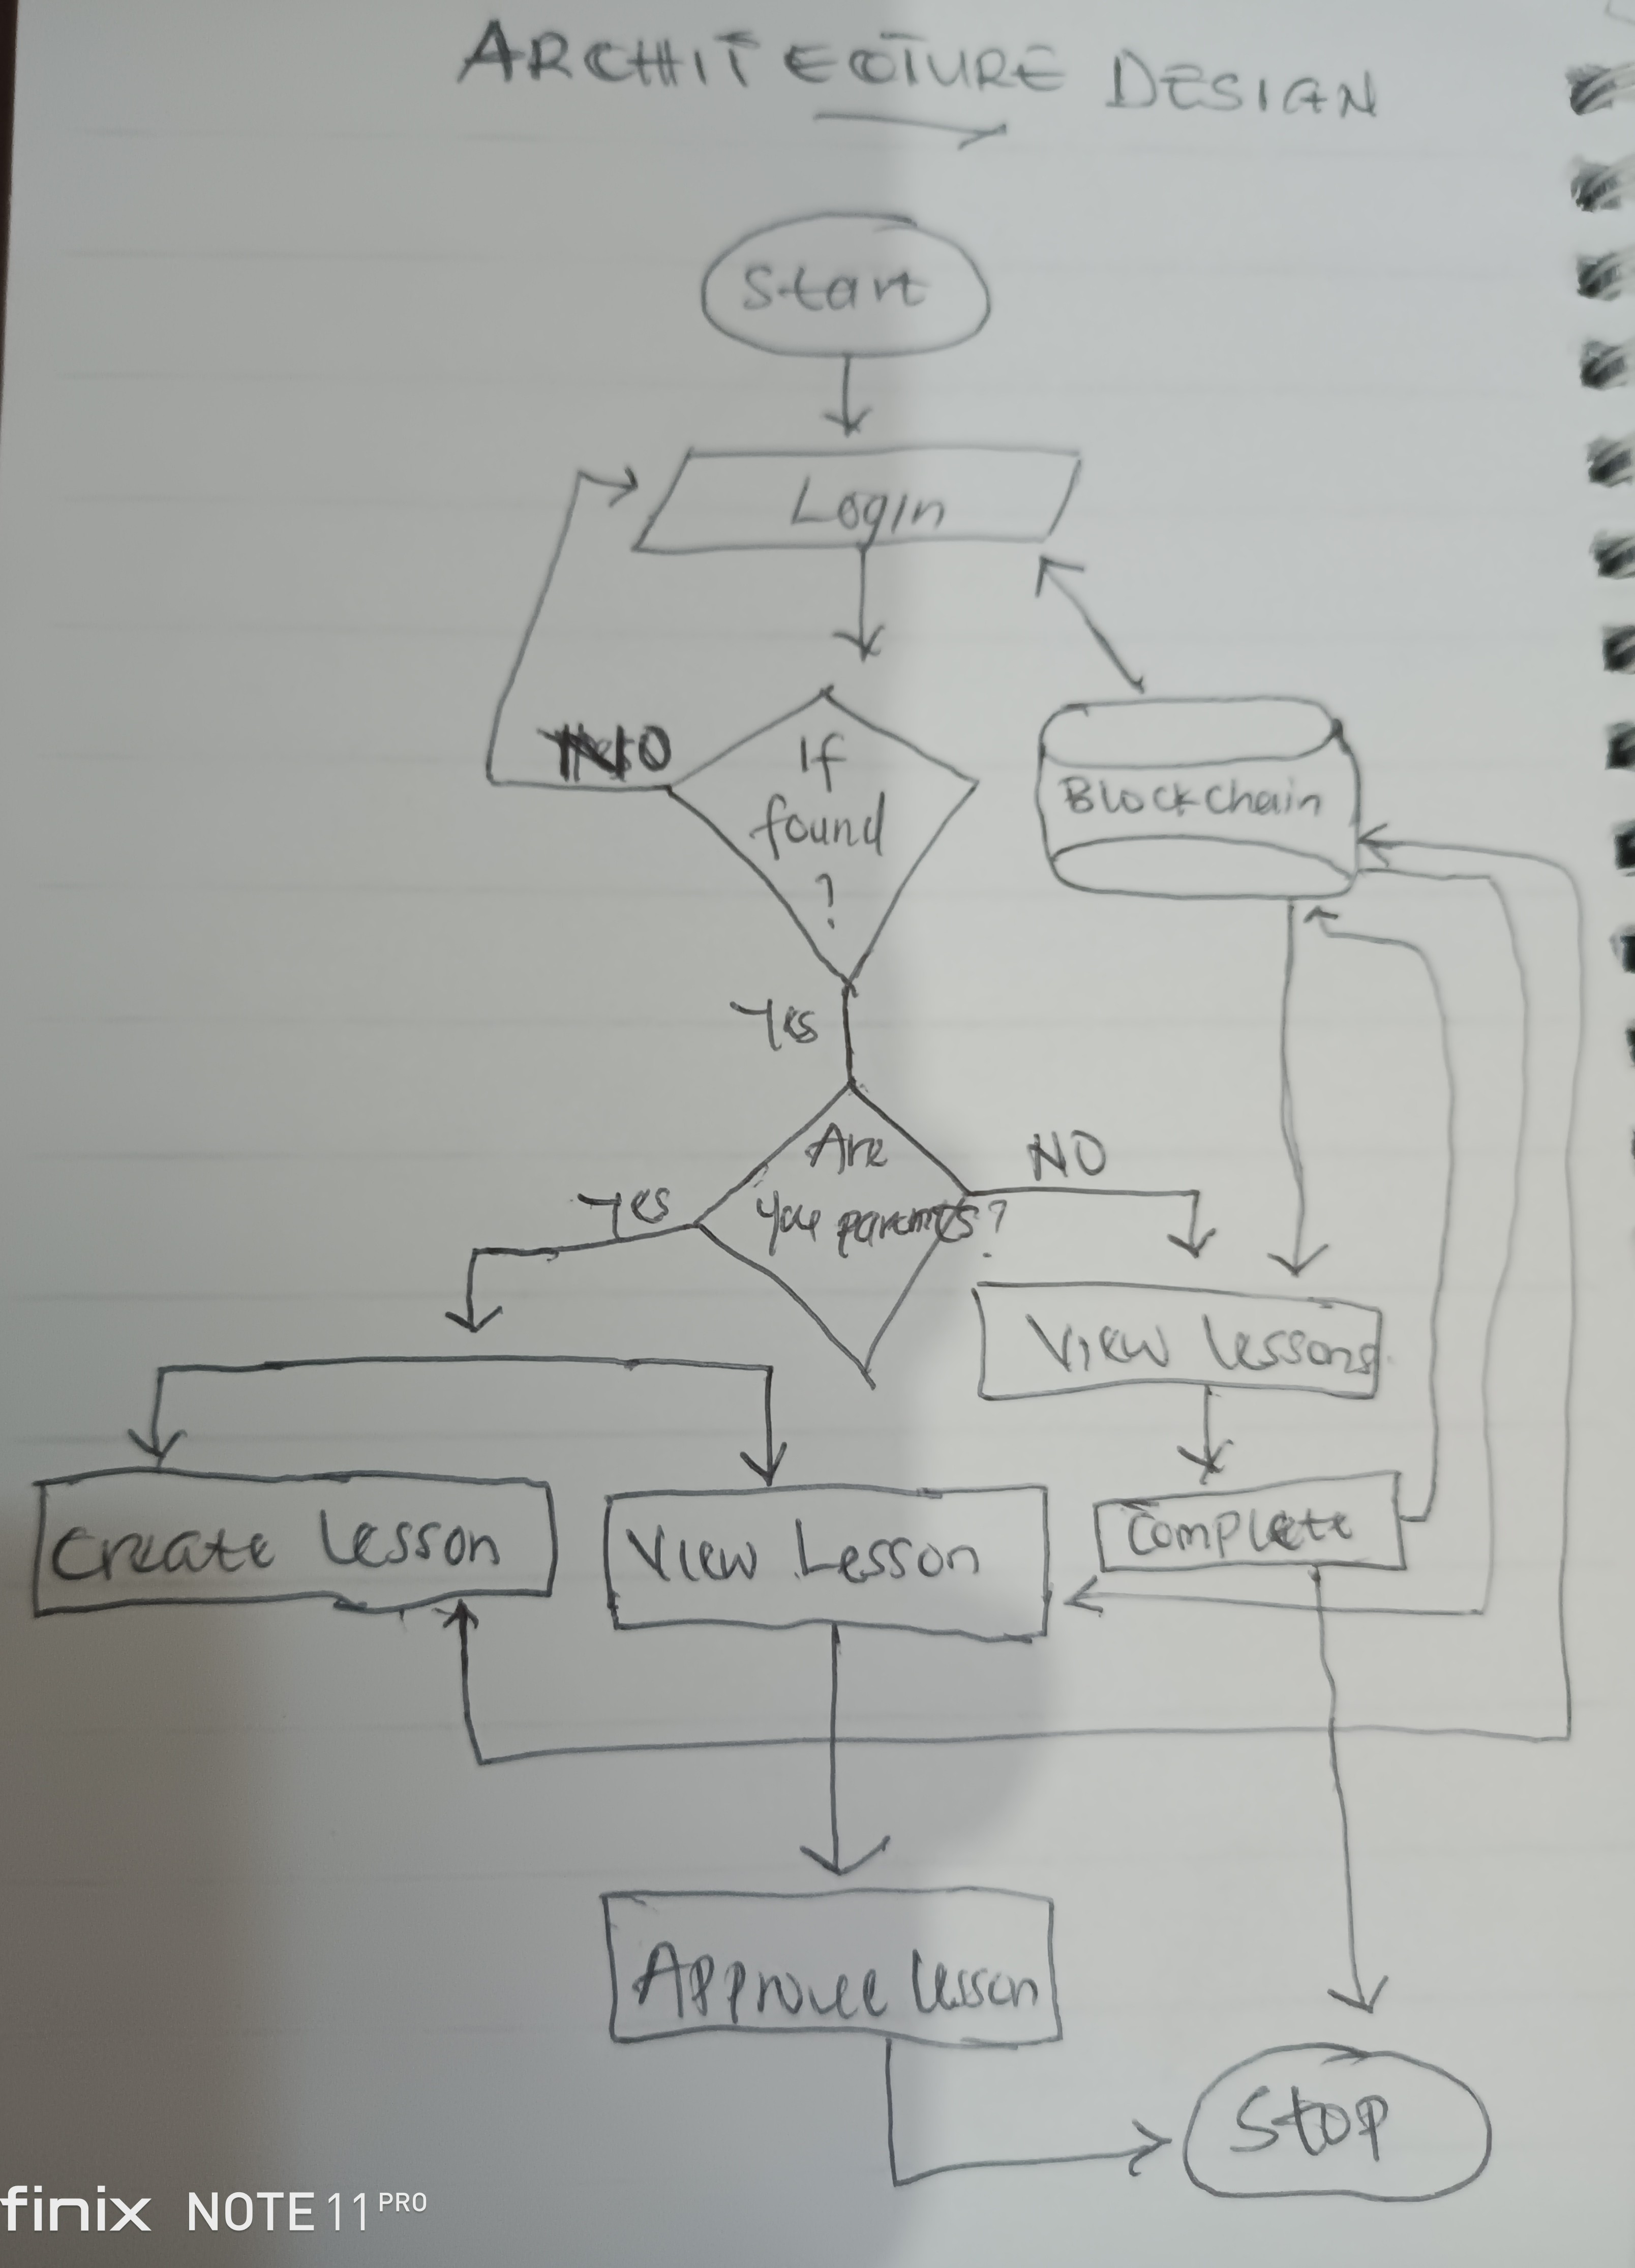 ARCHITECTURE DESIGN
Start
Login
NO
If
found
?
Blockchain
Yes
Are
you parents?
Yes
NO
View Lessons
Create Lesson
View Lesson
Complete
Approvee Lesson
Stop
finix NOTE 11 PRO